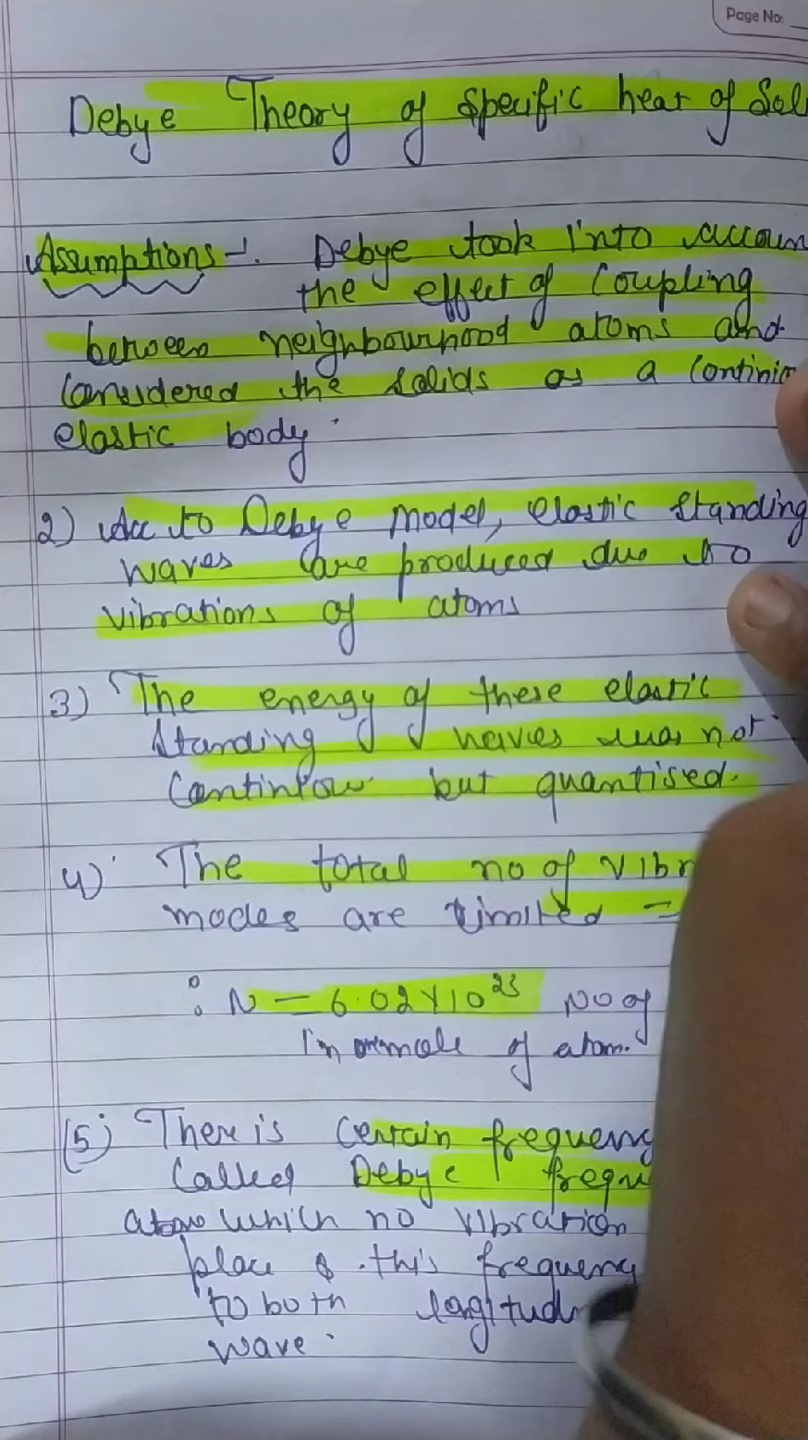 Page No:
Debye Theory of Specific heat of Sol
Assumptions -1. Debye took into accoun
the effect of Coupling
between neighbourhood atoms and
Considered the Solids as a Continio
elastic body.
2) Acc to Debye Model, elastic Standing
waves are produced due to
vibrations of atoms
3) The energy of these elastic
Standing waves was not
Continous but quantised.
4) The total no of vibr
modes are limited =
∴ N = 6.02×10²³ No of
In one mole of atom.
(5) There is Certain frequency
Called Debye frequ
above which no vibration
place & this frequency
to both lagitud
wave.